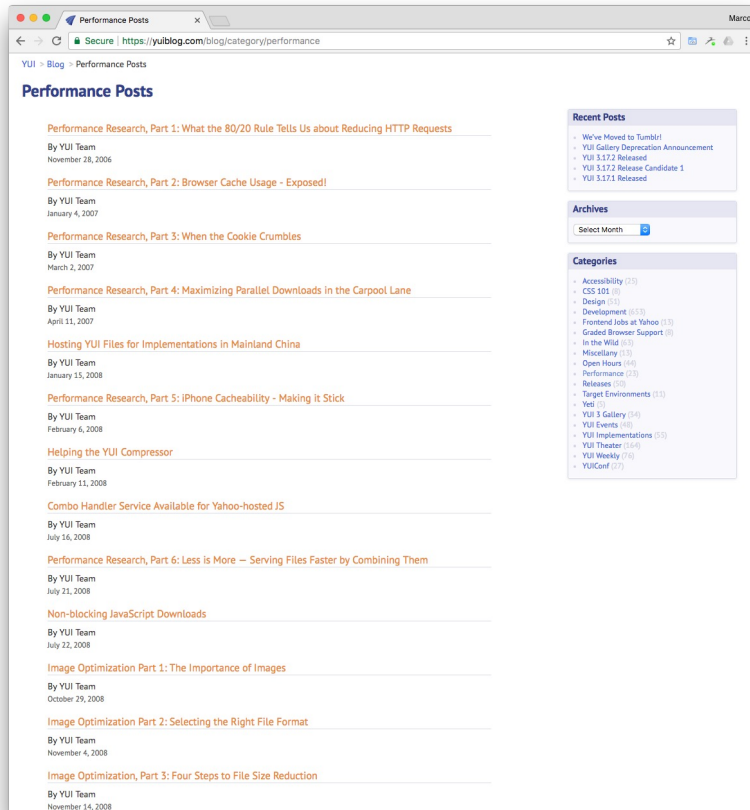 Performance Posts
Marco
Secure | https://yuiblog.com/blog/category/performance
YUI > Blog > Performance Posts
Performance Posts
Performance Research, Part 1: What the 80/20 Rule Tells Us about Reducing HTTP Requests
By YUI Team
November 28, 2006
Performance Research, Part 2: Browser Cache Usage - Exposed!
By YUI Team
January 4, 2007
Performance Research, Part 3: When the Cookie Crumbles
By YUI Team
March 2, 2007
Performance Research, Part 4: Maximizing Parallel Downloads in the Carpool Lane
By YUI Team
April 11, 2007
Hosting YUI Files for Implementations in Mainland China
By YUI Team
January 15, 2008
Performance Research, Part 5: iPhone Cacheability - Making it Stick
By YUI Team
February 6, 2008
Helping the YUI Compressor
By YUI Team
February 11, 2008
Combo Handler Service Available for Yahoo-hosted JS
By YUI Team
July 16, 2008
Performance Research, Part 6: Less is More — Serving Files Faster by Combining Them
By YUI Team
July 21, 2008
Non-blocking JavaScript Downloads
By YUI Team
July 22, 2008
Image Optimization Part 1: The Importance of Images
By YUI Team
October 29, 2008
Image Optimization Part 2: Selecting the Right File Format
By YUI Team
November 4, 2008
Image Optimization, Part 3: Four Steps to File Size Reduction
By YUI Team
November 14, 2008
Recent Posts
We've Moved to Tumblr!
YUI Gallery Deprecation Announcement
YUI 3.17.2 Released
YUI 3.17.2 Release Candidate 1
YUI 3.17.1 Released
Archives
Select Month
Categories
Accessibility (25)
CSS 101 (8)
Design (31)
Development (653)
Frontend Jobs at Yahoo (13)
Graded Browser Support (8)
In the Wild (63)
Miscellany (13)
Open Hours (44)
Performance (23)
Releases (50)
Target Environments (13)
Yeti (5)
YUI 3 Gallery (34)
YUI Events (48)
YUI Implementations (55)
YUI Theater (164)
YUI Weekly (76)
YUIConf (27)